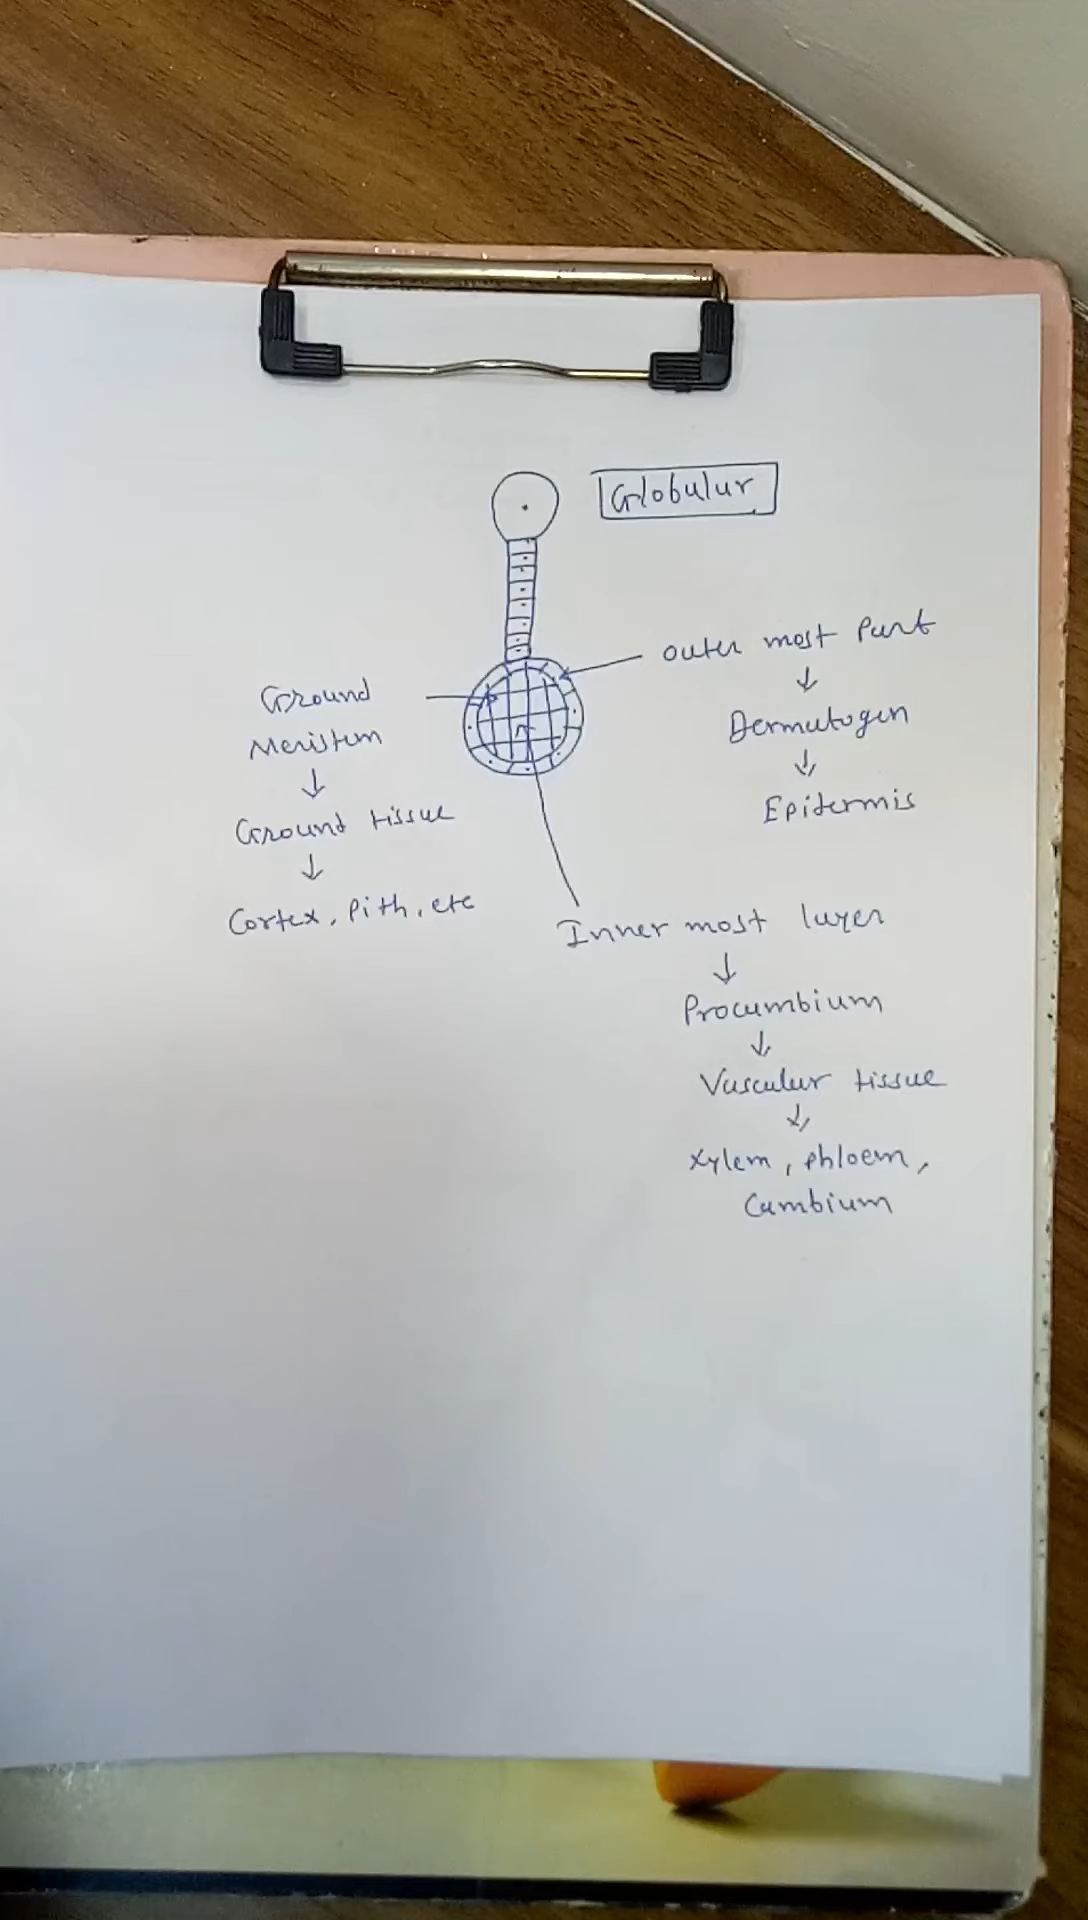 Globular
outer most Part
↓
Dermatogen
↓
Epidermis
Ground
Meristem
↓
Ground tissue
↓
Cortex, Pith, etc
Inner most layer
↓
Procambium
↓
Vascular tissue
↓
xylem, phloem,
Cambium